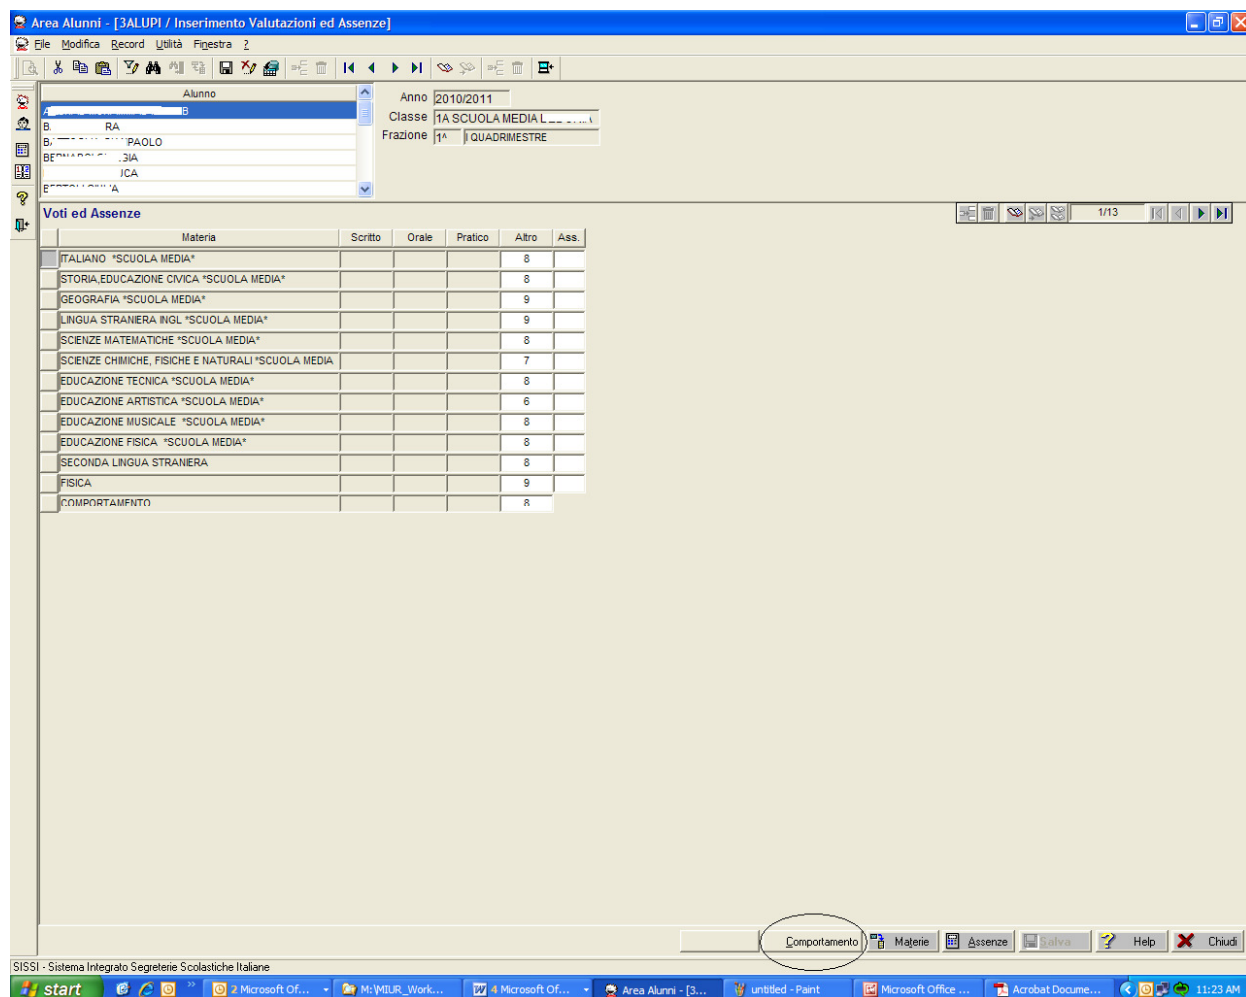 Area Alunni - [3ALUPI / Inserimento Valutazioni ed Assenze]
File Modifica Record Utilità Finestra ?
Alunno
Anno 2010/2011
Classe 1A SCUOLA MEDIA
Frazione 1^ I QUADRIMESTRE
B
B. RA
PAOLO
Voti ed Assenze
1/13
Materia Scritto Orale Pratico Altro Ass.
ITALIANO *SCUOLA MEDIA* 8
STORIA,EDUCAZIONE CIVICA *SCUOLA MEDIA* 8
GEOGRAFIA *SCUOLA MEDIA* 9
LINGUA STRANIERA INGL *SCUOLA MEDIA* 9
SCIENZE MATEMATICHE *SCUOLA MEDIA* 8
SCIENZE CHIMICHE, FISICHE E NATURALI *SCUOLA MEDIA 7
EDUCAZIONE TECNICA *SCUOLA MEDIA* 8
EDUCAZIONE ARTISTICA *SCUOLA MEDIA* 6
EDUCAZIONE MUSICALE *SCUOLA MEDIA* 8
EDUCAZIONE FISICA *SCUOLA MEDIA* 8
SECONDA LINGUA STRANIERA 8
FISICA 9
COMPORTAMENTO 8
Comportamento Materie Assenze Salva Help Chiudi
SISSI - Sistema Integrato Segreterie Scolastiche Italiane
start 2 Microsoft Of... M:\MIUR_Work... 4 Microsoft Of... Area Alunni - [3... untitled - Paint Microsoft Office ... Acrobat Docume... 11:23 AM